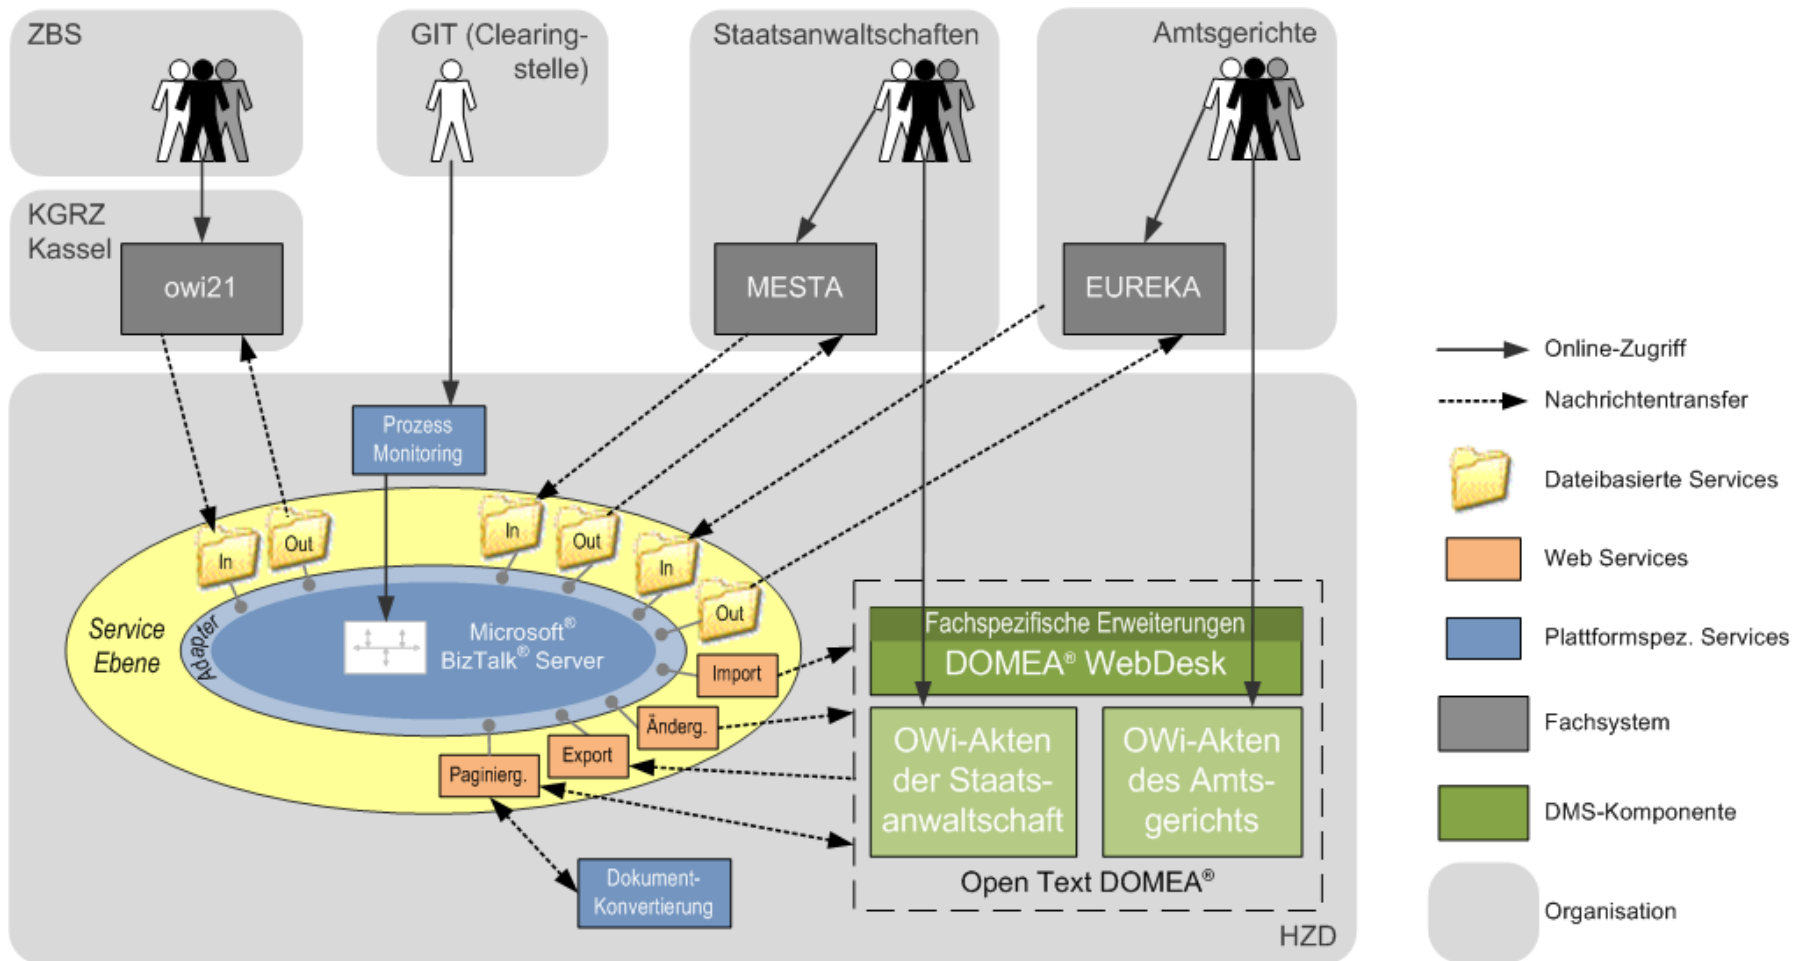 ZBS
GIT (Clearing-
stelle)
Staatsanwaltschaften
Amtsgerichte
KGRZ
Kassel
owi21
MESTA
EUREKA
Prozess
Monitoring
In
Out
In
Out
In
Out
Service
Ebene
Adapter
Microsoft®
BizTalk® Server
Import
Änderg.
Export
Paginierg.
Dokument-
Konvertierung
Fachspezifische Erweiterungen
DOMEA® WebDesk
OWi-Akten
der Staats-
anwaltschaft
OWi-Akten
des Amts-
gerichts
Open Text DOMEA®
HZD
Online-Zugriff
Nachrichtentransfer
Dateibasierte Services
Web Services
Plattformspez. Services
Fachsystem
DMS-Komponente
Organisation